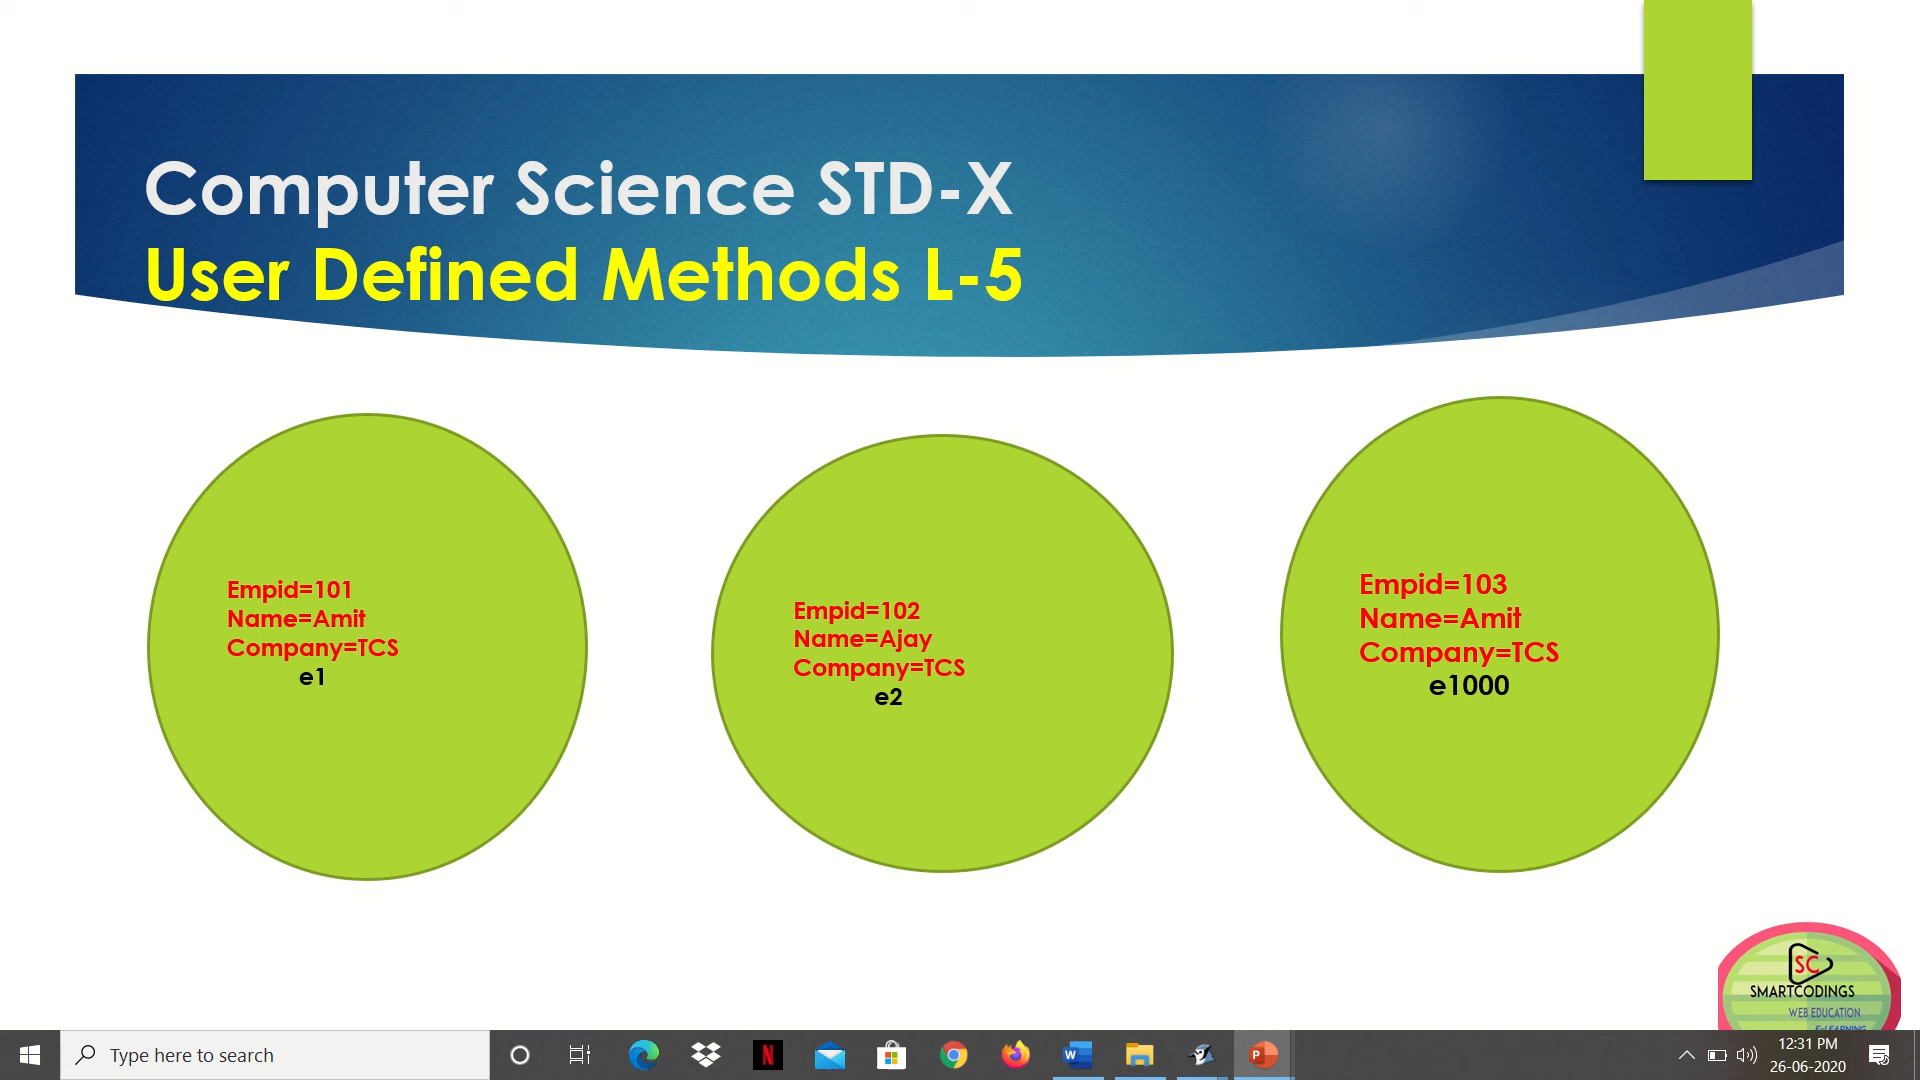 Computer Science STD-X
User Defined Methods L-5
Empid=101
Name=Amit
Company=TCS
e1
Empid=102
Name=Ajay
Company=TCS
e2
Empid=103
Name=Amit
Company=TCS
e1000
SC
SMARTCODINGS
WEB EDUCATION
E-LEARNING
Type here to search
N
W
P
12:31 PM
26-06-2020